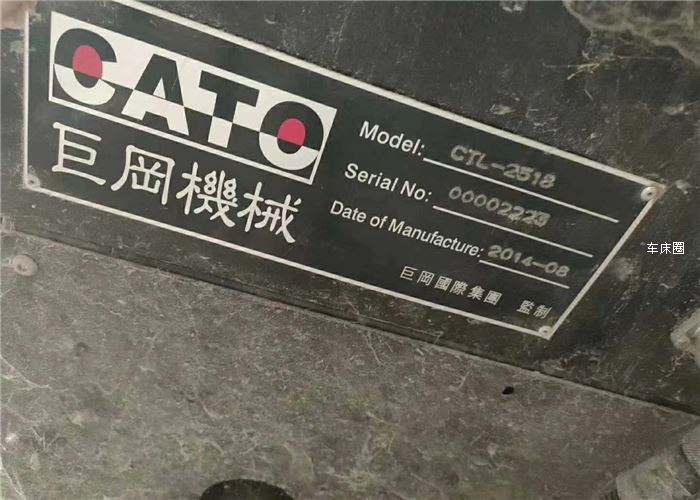 CATO
巨岡機械
Model: CTL-2518
Serial No: 00002223
Date of Manufacture: 2014-08
巨岡國際集團 監制
车床圈